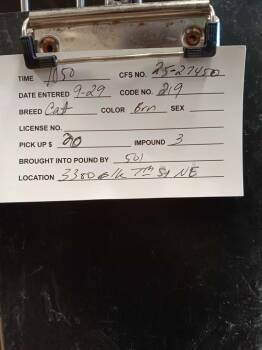 TIME 1050 CFS NO. 25-27450
DATE ENTERED 9-29 CODE NO. 219
BREED Cat COLOR Brn SEX
LICENSE NO.
PICK UP $ 20 IMPOUND 3
BROUGHT INTO POUND BY 501
LOCATION 3300 blk 7th St NE